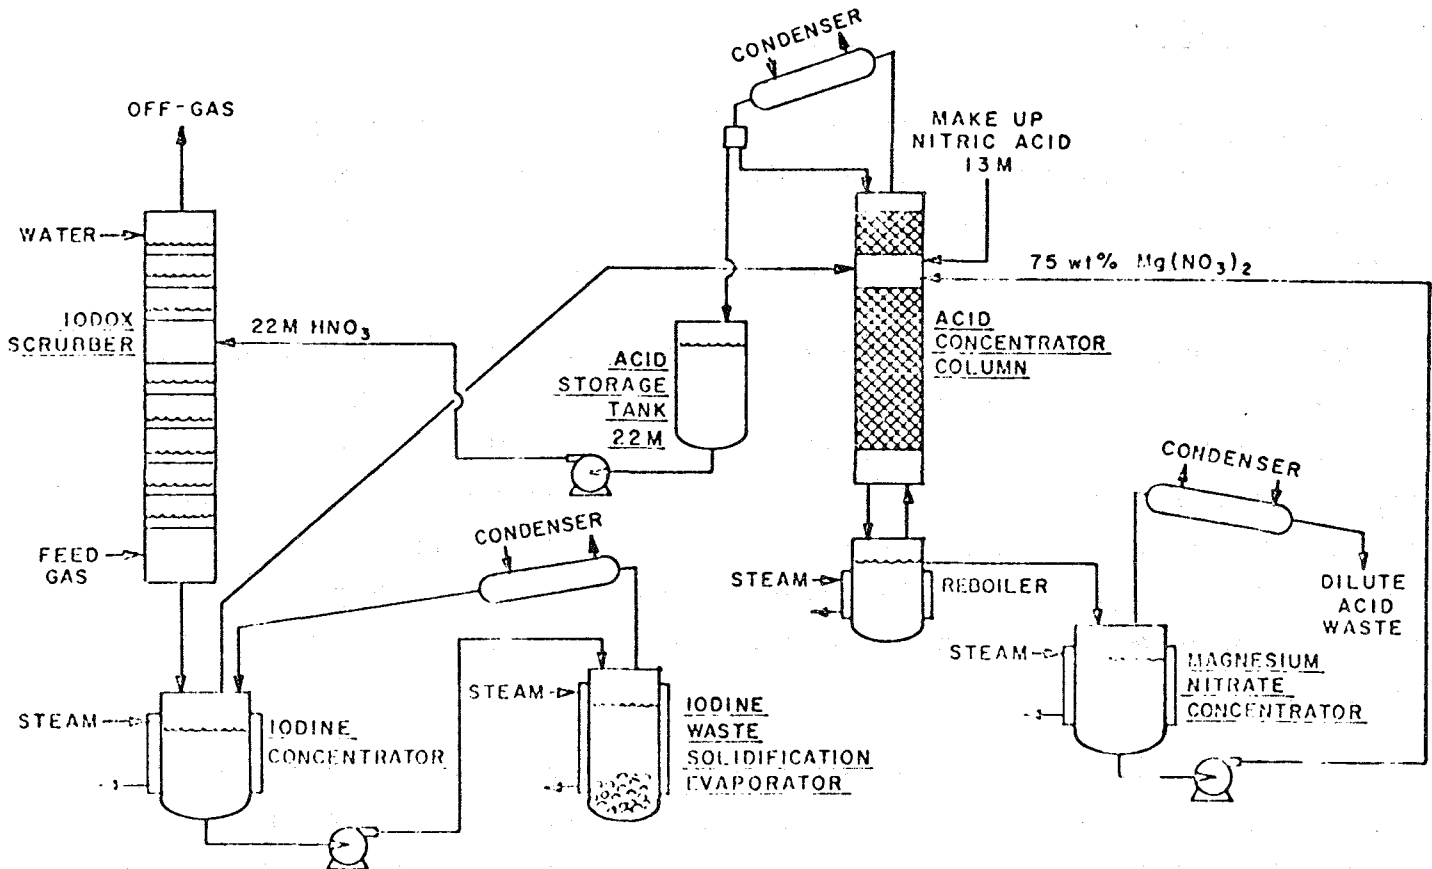 CONDENSER
OFF-GAS
MAKE UP
NITRIC ACID
13M
WATER
75 wt% Mg(NO3)2
IODOX
SCRUBBER
22M HNO3
ACID
CONCENTRATOR
COLUMN
ACID
STORAGE
TANK
22M
CONDENSER
CONDENSER
FEED
GAS
STEAM
REBOILER
DILUTE
ACID
WASTE
STEAM
MAGNESIUM
NITRATE
CONCENTRATOR
STEAM
IODINE
WASTE
SOLIDIFICATION
EVAPORATOR
STEAM
IODINE
CONCENTRATOR